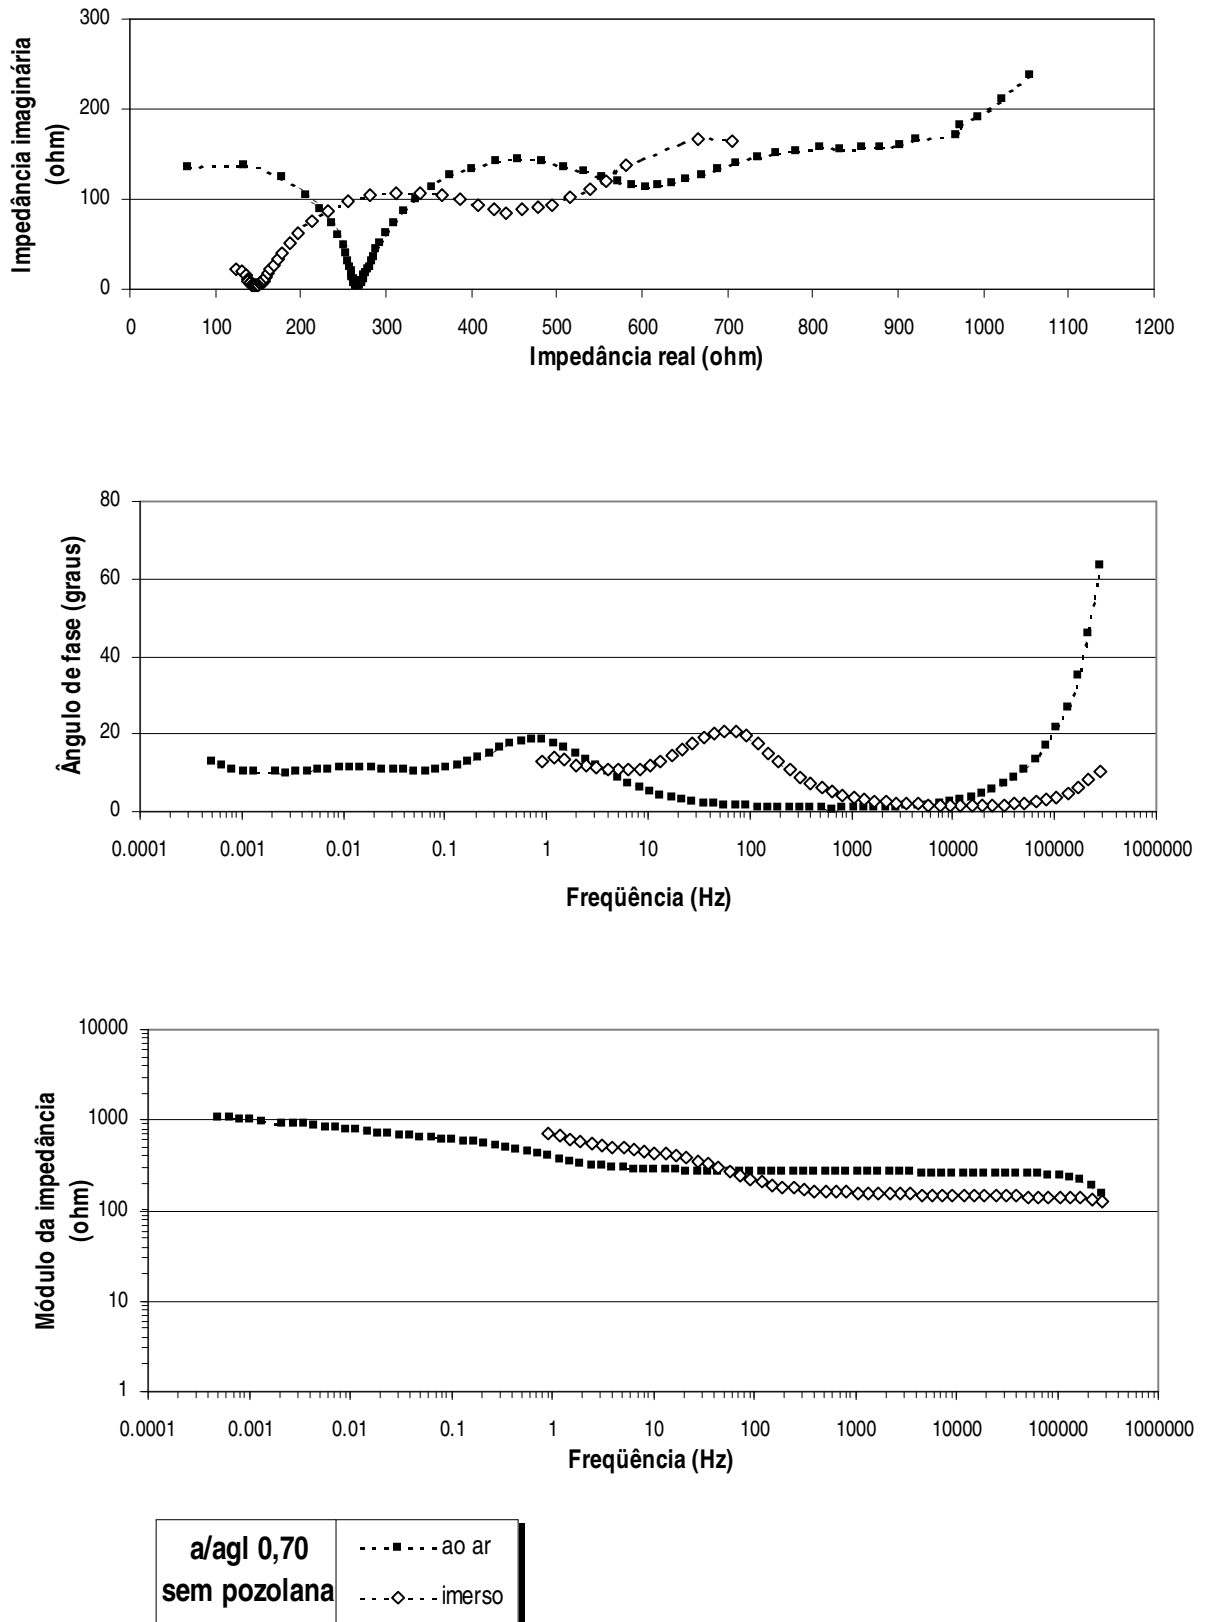 300
200
100
0
Impedância imaginária
(ohm)
0 100 200 300 400 500 600 700 800 900 1000 1100 1200
Impedância real (ohm)
80
60
40
20
0
Ângulo de fase (graus)
0.0001 0.001 0.01 0.1 1 10 100 1000 10000 100000 1000000
Freqüência (Hz)
10000
1000
100
10
1
Módulo da impedância
(ohm)
0.0001 0.001 0.01 0.1 1 10 100 1000 10000 100000 1000000
Freqüência (Hz)
a/agl 0,70
sem pozolana
ao ar
imerso